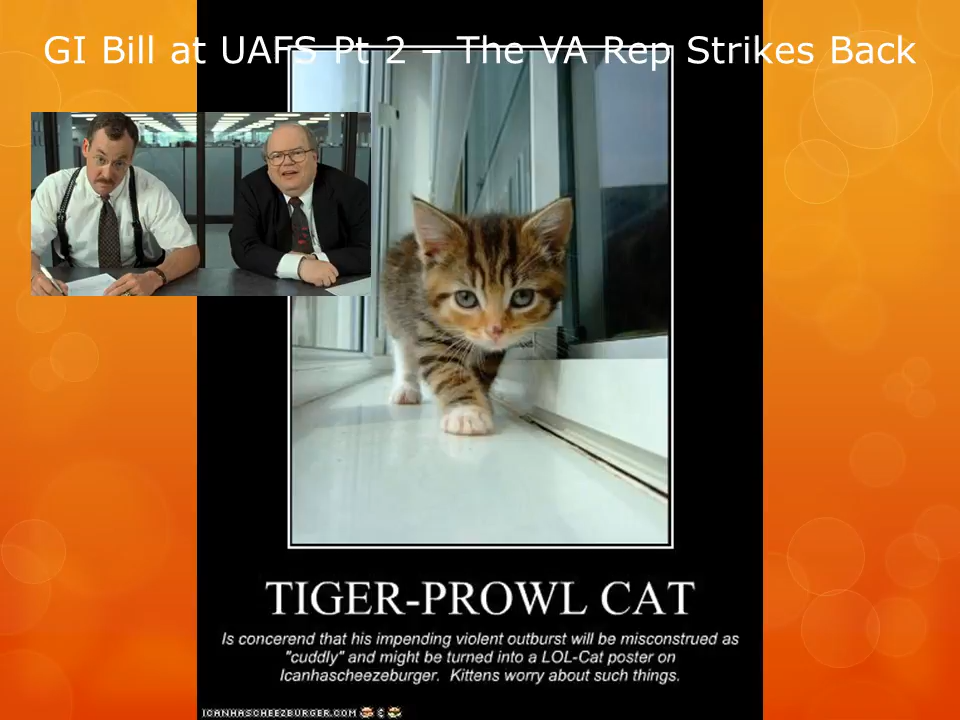 GI Bill at UAFS Pt 2 – The VA Rep Strikes Back
TIGER-PROWL CAT
Is concerend that his impending violent outburst will be misconstrued as
"cuddly" and might be turned into a LOL-Cat poster on
Icanhascheezeburger. Kittens worry about such things.
ICANHASCHEEZBURGER.COM